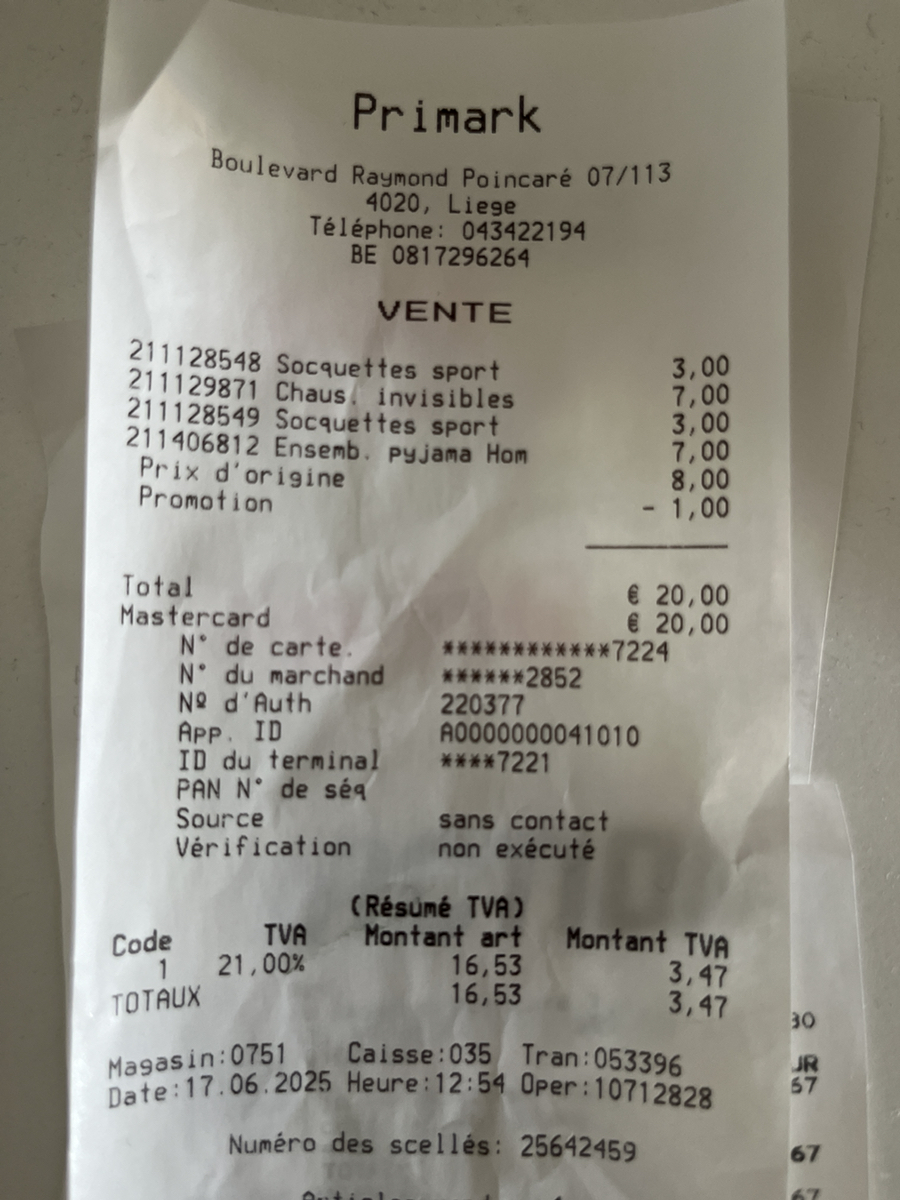 Primark
Boulevard Raymond Poincaré 07/113
4020, Liege
Téléphone: 043422194
BE 0817296264
VENTE
211128548 Socquettes sport 3,00
211129871 Chaus. invisibles 7,00
211128549 Socquettes sport 3,00
211406812 Ensemb. pyjama Hom 7,00
Prix d'origine 8,00
Promotion - 1,00
Total € 20,00
Mastercard € 20,00
N° de carte. ************7224
N° du marchand ******2852
Nº d'Auth 220377
App. ID A0000000041010
ID du terminal ****7221
PAN N° de séq
Source sans contact
Vérification non exécuté
(Résumé TVA)
Code TVA Montant art Montant TVA
1 21,00% 16,53 3,47
TOTAUX 16,53 3,47
Magasin:0751 Caisse:035 Tran:053396
Date:17.06.2025 Heure:12:54 Oper:10712828
Numéro des scellés: 25642459